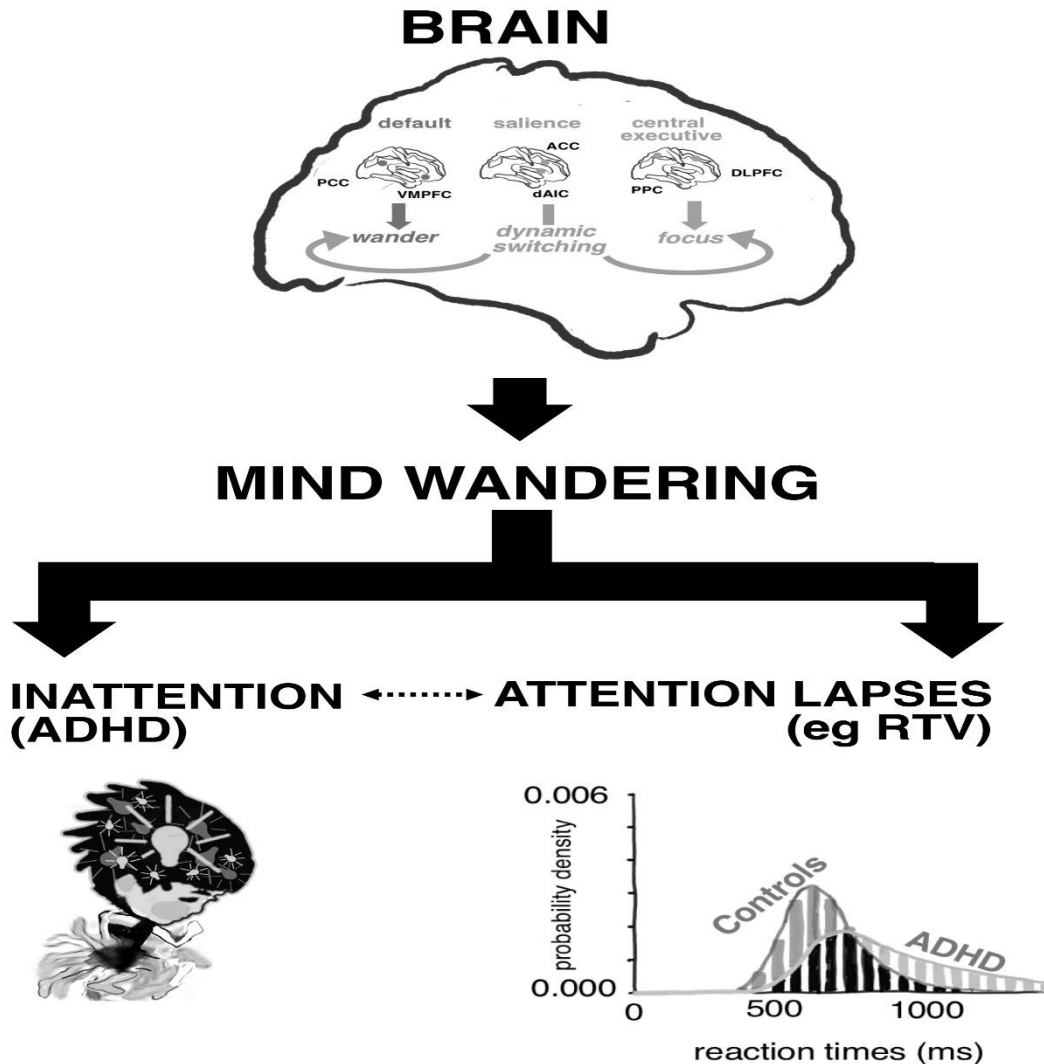 BRAIN
default salience central
executive
ACC
PCC
DLPFC
VMPFC dAIC PPC
wander dynamic focus
switching
MIND WANDERING
INATTENTION ATTENTION LAPSES
(ADHD) (eg RTV)
0.006
probability density
Controls
ADHD
0.000
0 500 1000
reaction times (ms)